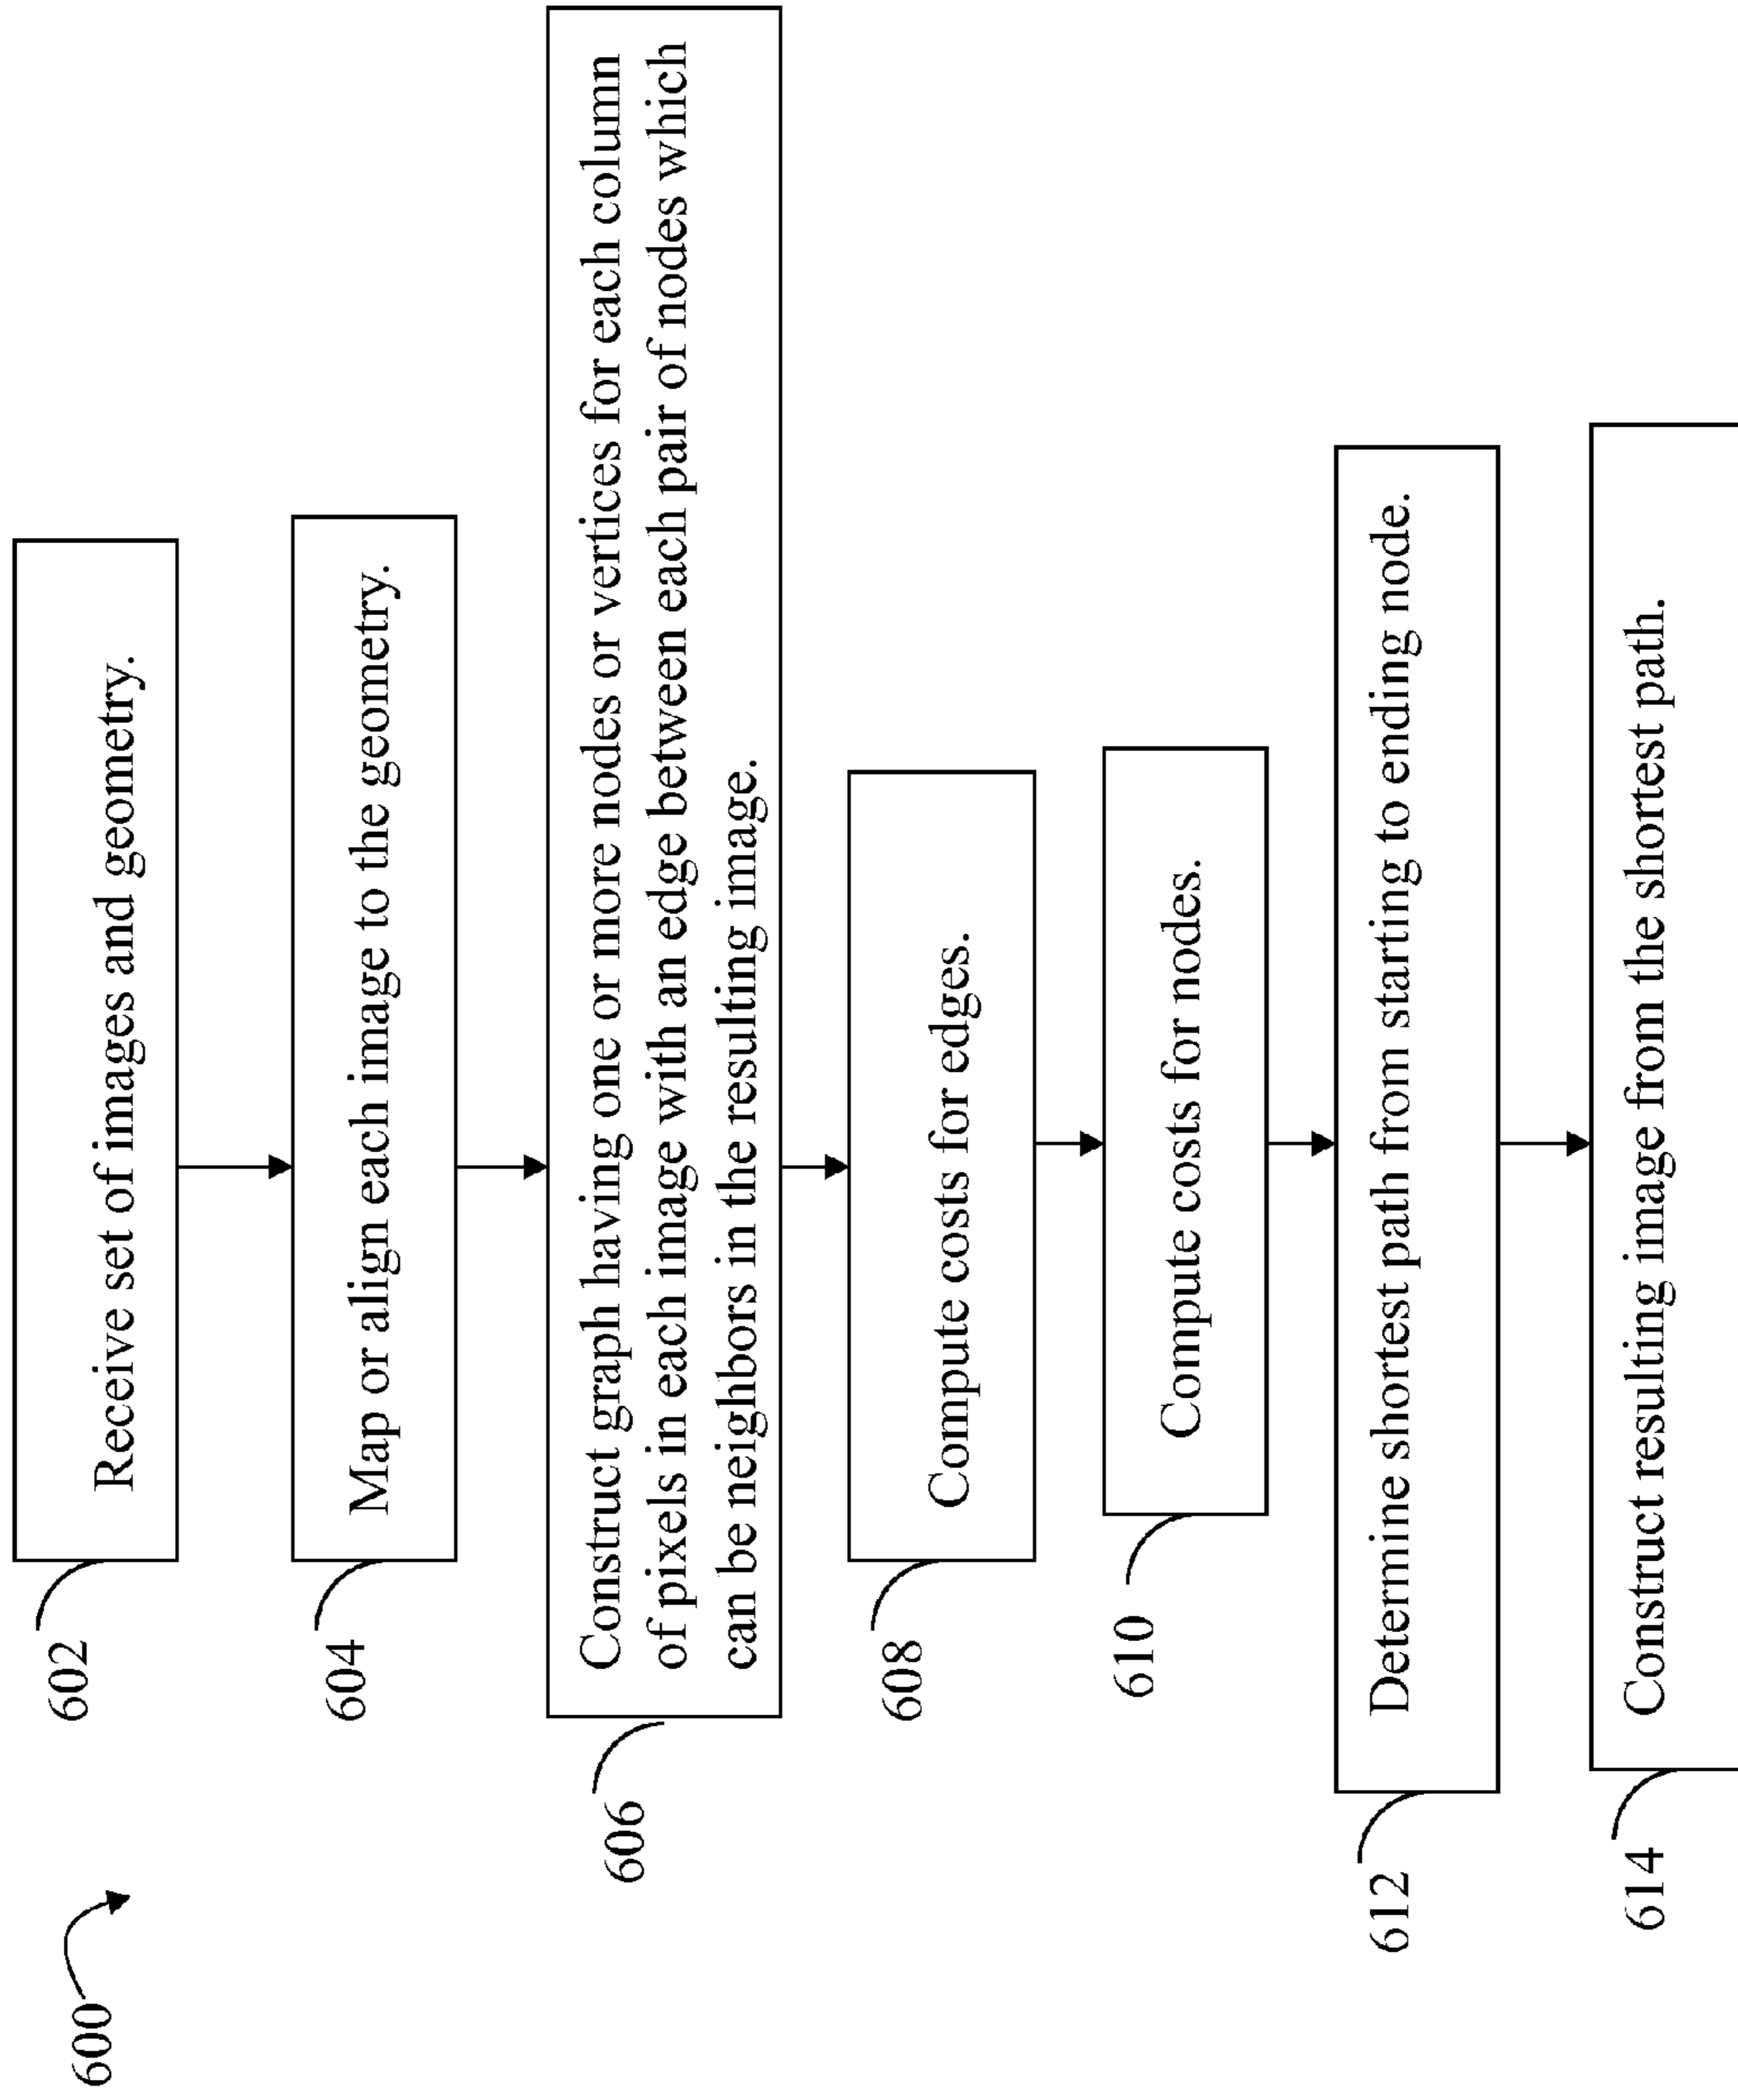 600
602
Receive set of images and geometry.
604
Map or align each image to the geometry.
606
Construct graph having one or more nodes or vertices for each column
of pixels in each image with an edge between each pair of nodes which
can be neighbors in the resulting image.
608
Compute costs for edges.
610
Compute costs for nodes.
612
Determine shortest path from starting to ending node.
614
Construct resulting image from the shortest path.